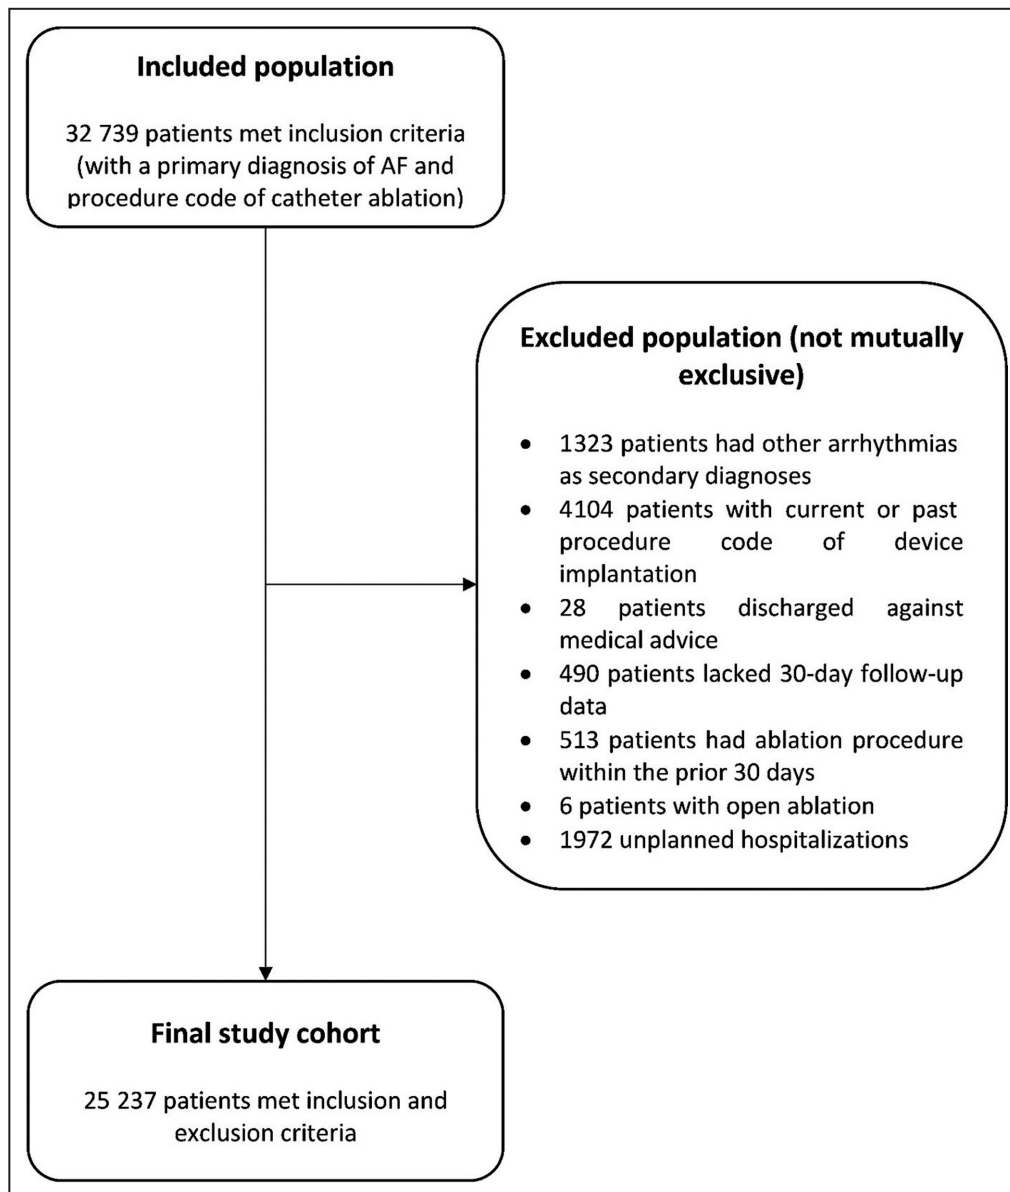 Included population
32 739 patients met inclusion criteria
(with a primary diagnosis of AF and
procedure code of catheter ablation)
Excluded population (not mutually
exclusive)
• 1323 patients had other arrhythmias
as secondary diagnoses
• 4104 patients with current or past
procedure code of device
implantation
• 28 patients discharged against
medical advice
• 490 patients lacked 30-day follow-up
data
• 513 patients had ablation procedure
within the prior 30 days
• 6 patients with open ablation
• 1972 unplanned hospitalizations
Final study cohort
25 237 patients met inclusion and
exclusion criteria